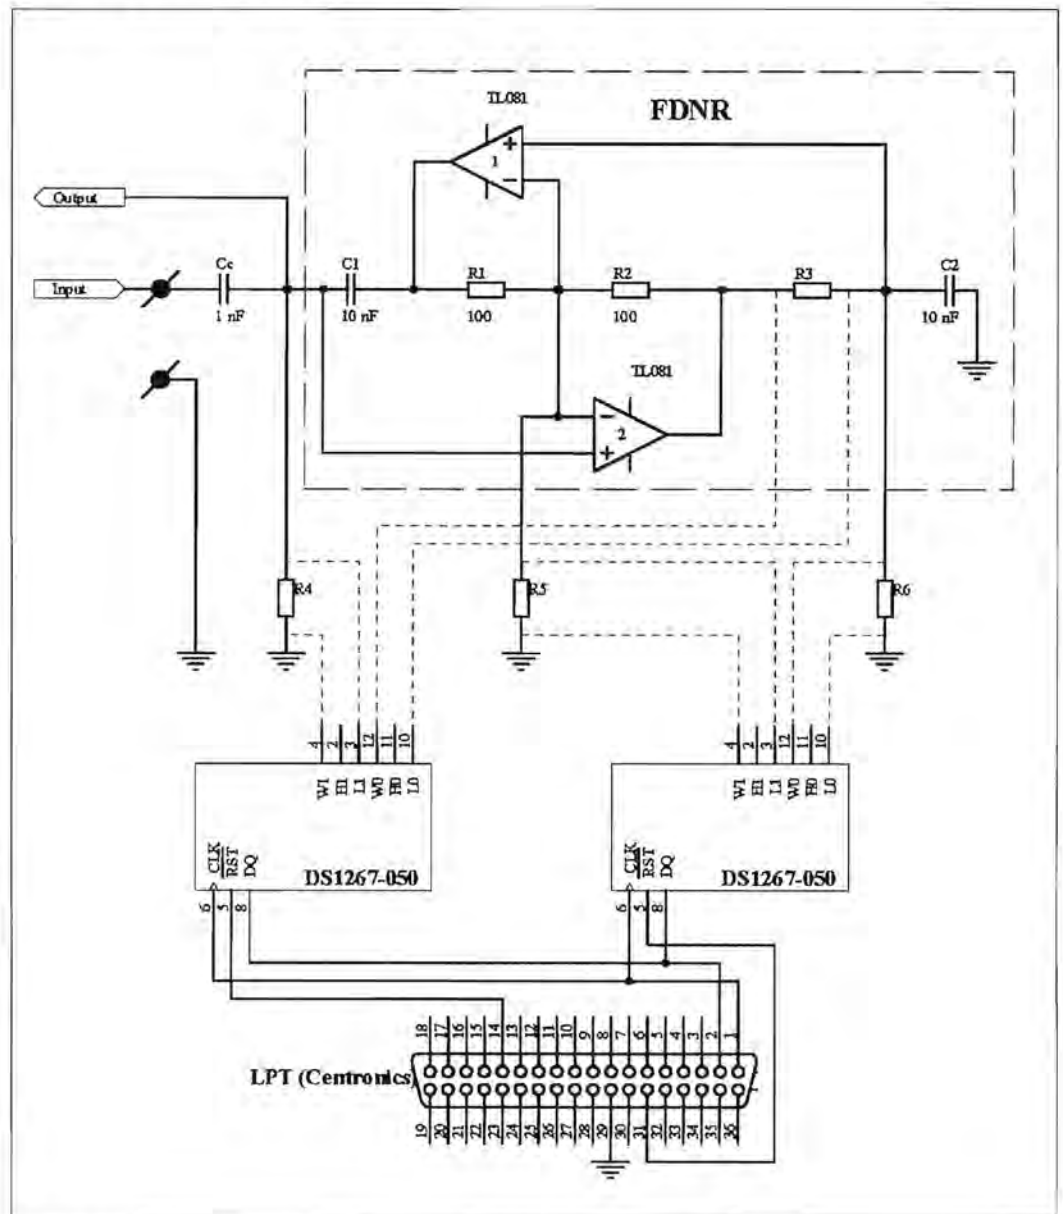 TL081
FDNR
1
Output
Input
Cc
1 nF
C1
10 nF
R1
100
R2
100
R3
C2
10 nF
TL081
2
R4
R5
R6
4 2 3 12 11 10
W1 H1 L1 W0 H0 L0
CLK RST DQ
DS1267-050
6 5 8
4 2 3 12 11 10
W1 H1 L1 W0 H0 L0
CLK RST DQ
DS1267-050
6 5 8
18 17 16 15 14 13 12 11 10 9 8 7 6 5 4 3 2 1
LPT (Centronics)
19 20 21 22 23 24 25 26 27 28 29 30 31 32 33 34 35 36